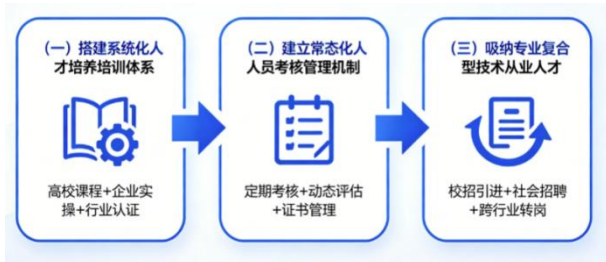 （一）搭建系统化人
才培养培训体系
高校课程+企业实
操+行业认证
（二）建立常态化人
人员考核管理机制
定期考核+动态评估
+证书管理
（三）吸纳专业复合
型技术从业人才
校招引进+社会招聘
+跨行业转岗